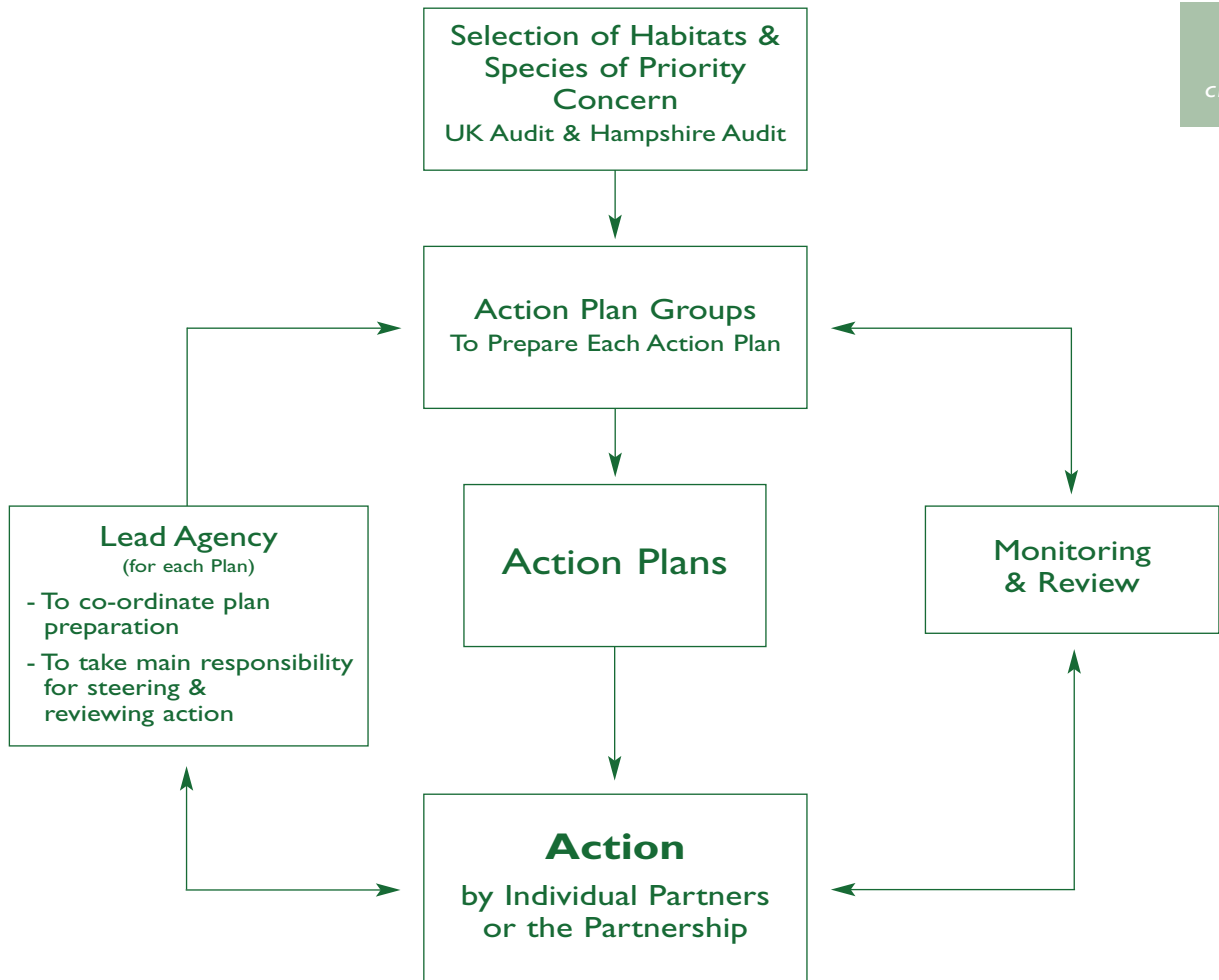 Selection of Habitats &
Species of Priority
Concern
UK Audit & Hampshire Audit
Action Plan Groups
To Prepare Each Action Plan
Lead Agency
(for each Plan)
- To co-ordinate plan
preparation
- To take main responsibility
for steering &
reviewing action
Action Plans
Monitoring
& Review
Action
by Individual Partners
or the Partnership